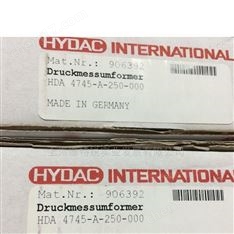 HYDAC INTERNATIONAL
Mat.Nr.: 906392
Druckmessumformer
HDA 4745-A-250-000
MADE IN GERMANY
HYDAC INTERNATIONAL
Mat.Nr.: 906392
Druckmessumformer
HDA 4745-A-250-000